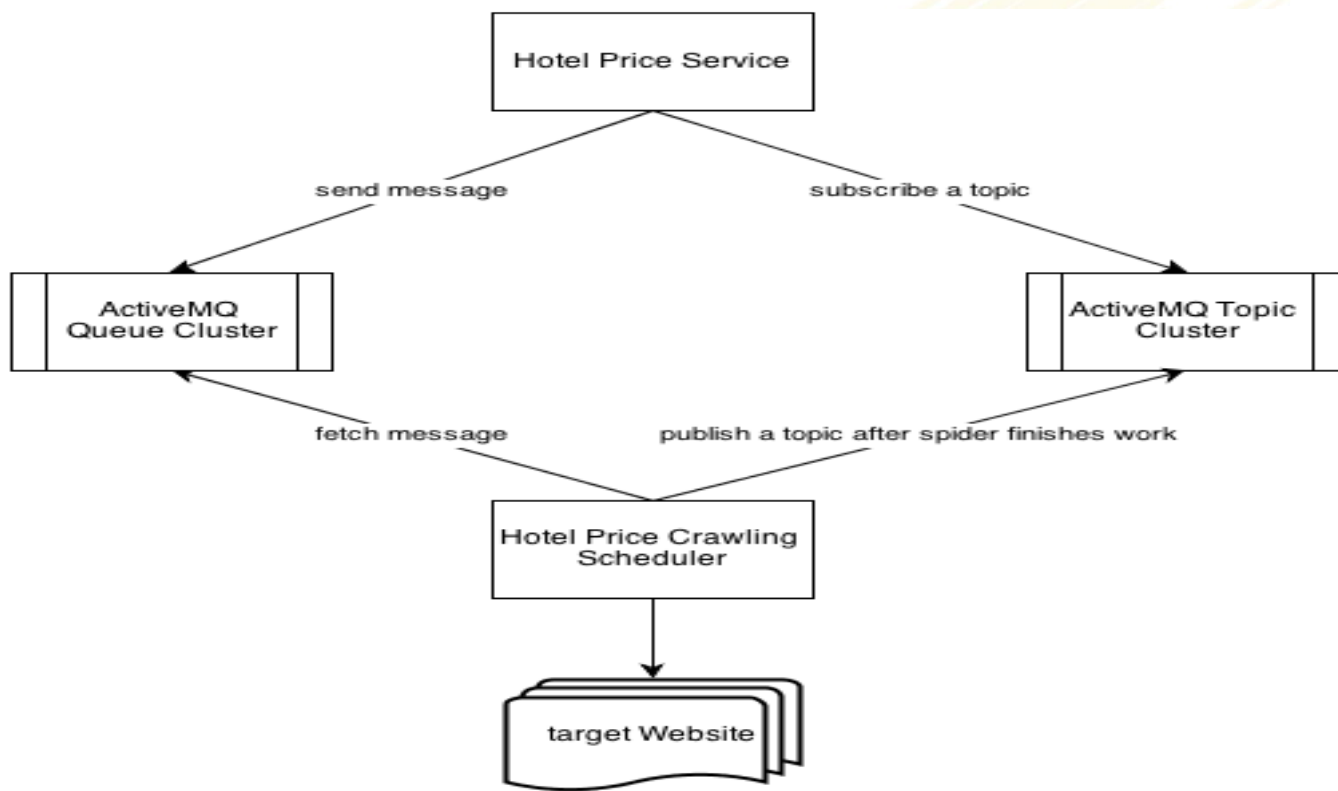 Hotel Price Service
send message
subscribe a topic
ActiveMQ
Queue Cluster
ActiveMQ Topic
Cluster
fetch message
publish a topic after spider finishes work
Hotel Price Crawling
Scheduler
target Website